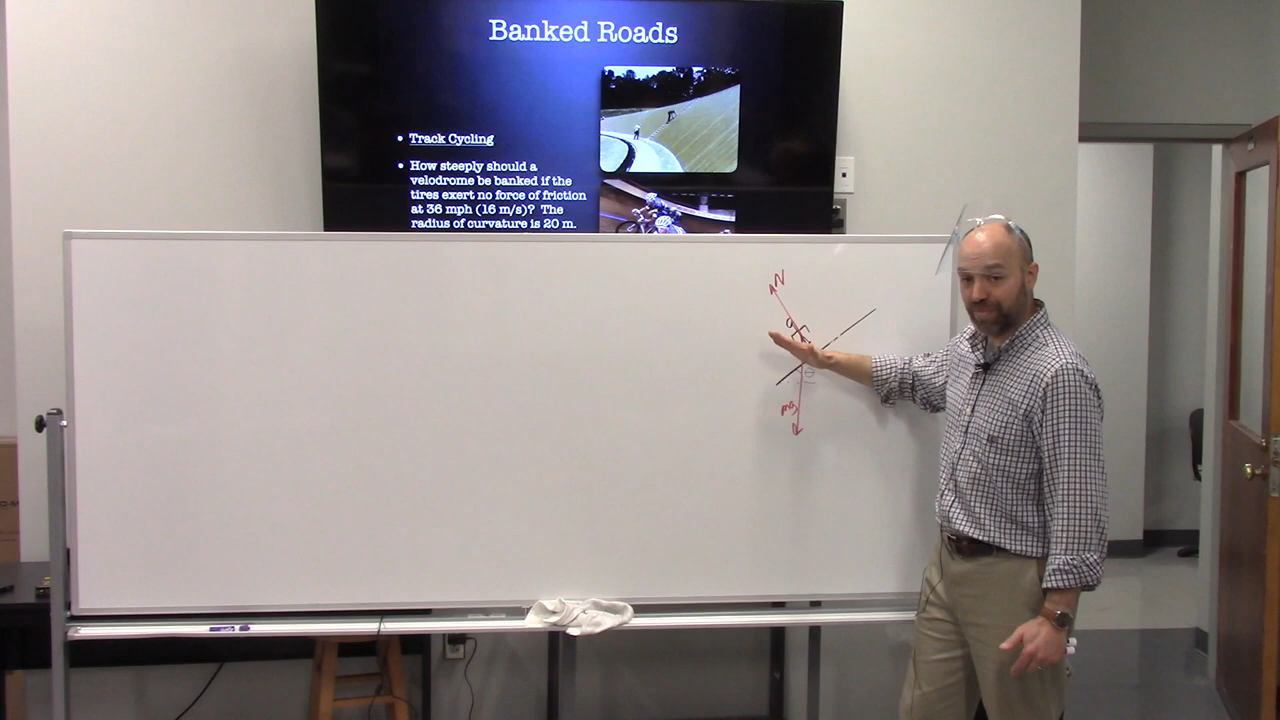 Banked Roads
• Track Cycling
• How steeply should a
velodrome be banked if the
tires exert no force of friction
at 36 mph (16 m/s)? The
radius of curvature is 20 m.
N
θ
mg